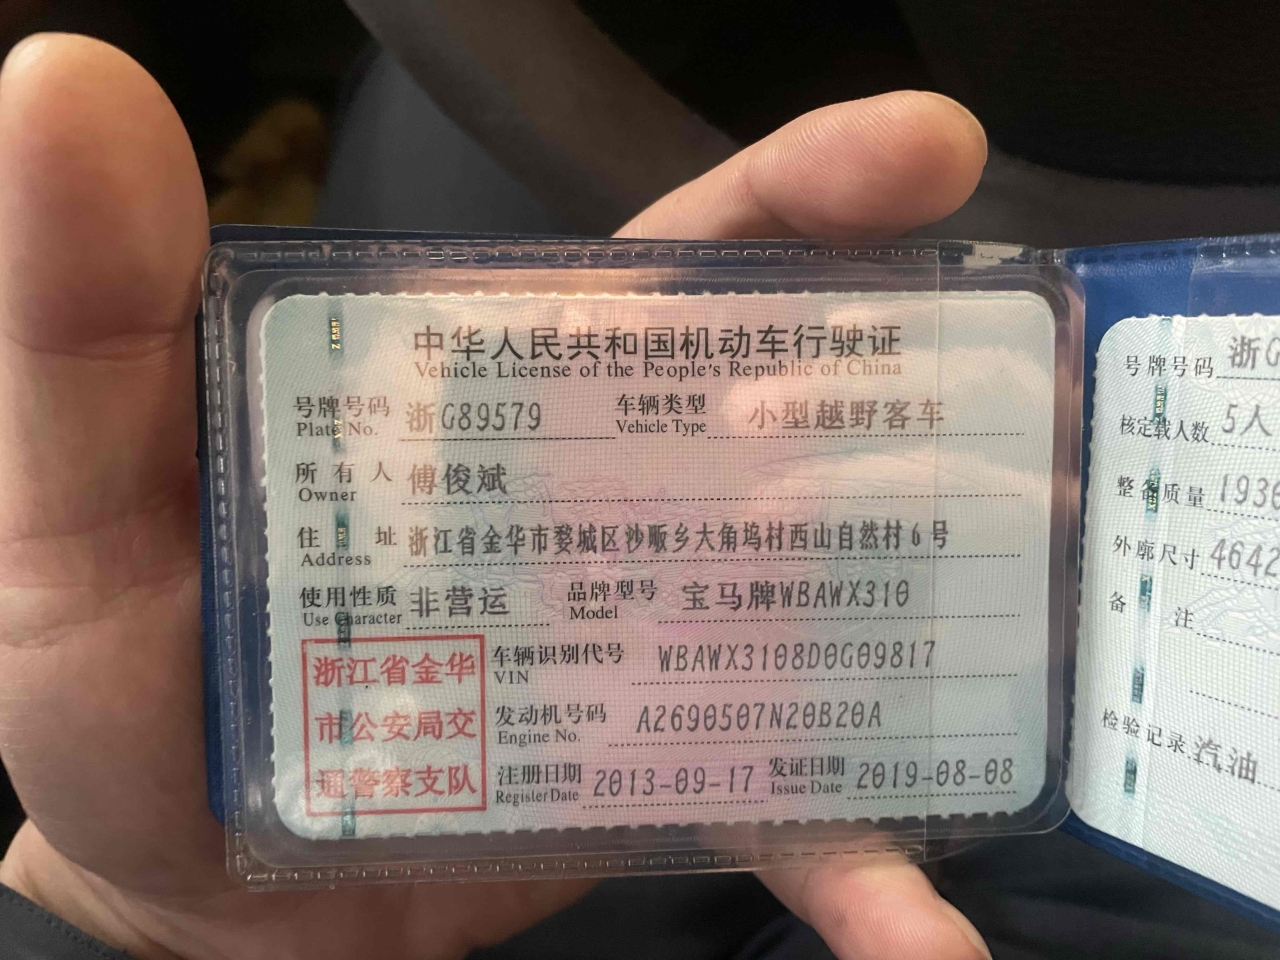 中华人民共和国机动车行驶证
Vehicle License of the People's Republic of China
号牌号码 浙G89579 车辆类型 小型越野客车
Plate No. Vehicle Type
所有人 傅俊斌
Owner
住址 浙江省金华市婺城区沙畈乡大角坞村西山自然村6号
Address
使用性质 非营运 品牌型号 宝马牌WBAWX310
Use Character Model
浙江省金华
市公安局交
通警察支队
车辆识别代号 WBAWX3108D0G09817
VIN
发动机号码 A2690507N20B20A
Engine No.
注册日期 2013-09-17 发证日期 2019-08-08
Register Date Issue Date
号牌号码 浙G
核定载人数 5人
整备质量 1930
外廓尺寸 4642
备注
检验记录 汽油